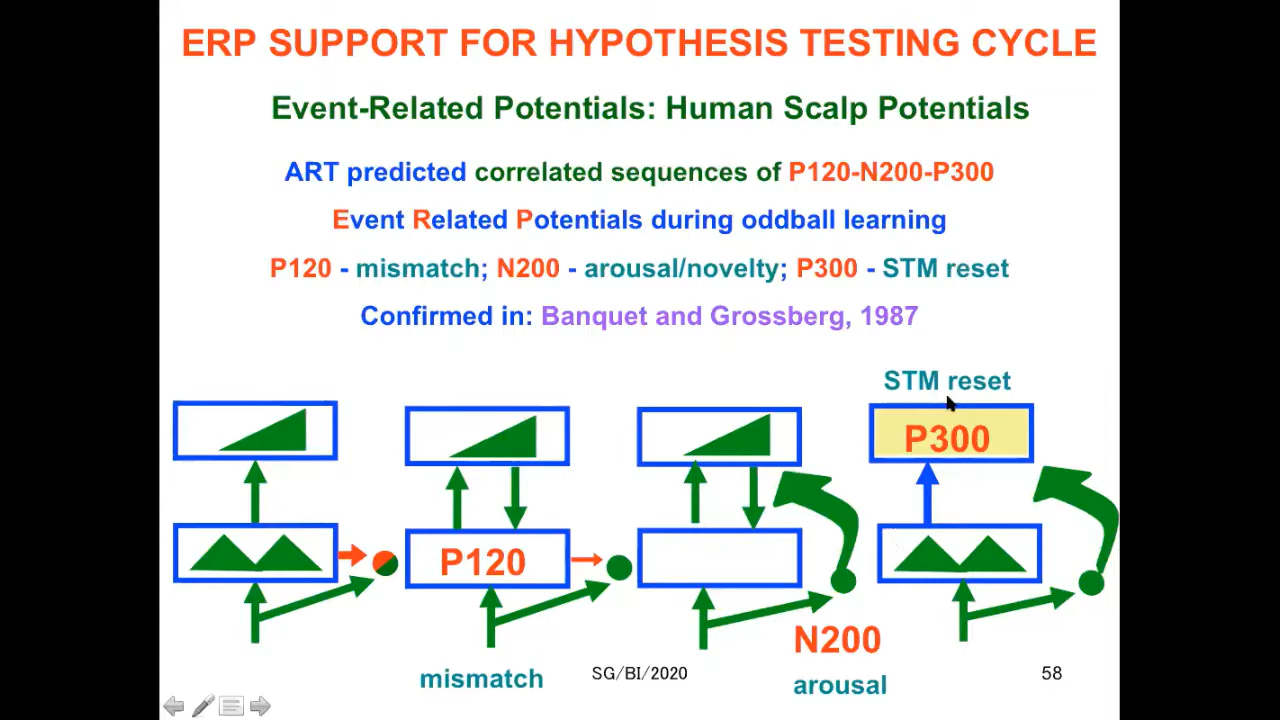 ERP SUPPORT FOR HYPOTHESIS TESTING CYCLE
Event-Related Potentials: Human Scalp Potentials
ART predicted correlated sequences of P120-N200-P300
Event Related Potentials during oddball learning
P120 - mismatch; N200 - arousal/novelty; P300 - STM reset
Confirmed in: Banquet and Grossberg, 1987
STM reset
P300
P120
N200
mismatch
SG/BI/2020
arousal
58